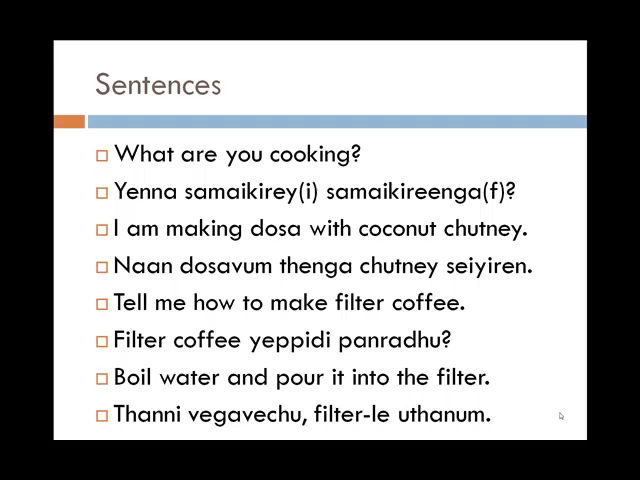 Sentences
What are you cooking?
Yenna samaikirey(i) samaikireenga(f)?
I am making dosa with coconut chutney.
Naan dosavum thenga chutney seiyiren.
Tell me how to make filter coffee.
Filter coffee yeppidi panradhu?
Boil water and pour it into the filter.
Thanni vegavechu, filter-le uthanum.